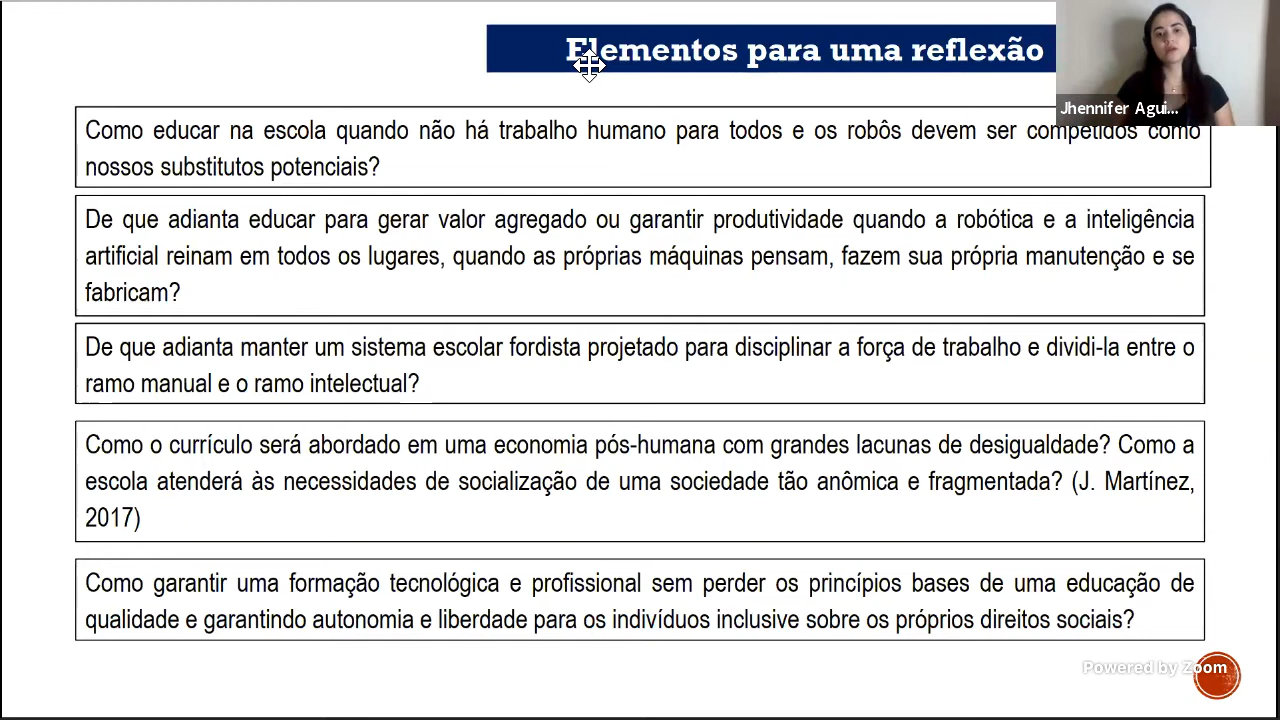 Elementos para uma reflexão
Jhennifer Agui...
Como educar na escola quando não há trabalho humano para todos e os robôs devem ser competidos como
nossos substitutos potenciais?
De que adianta educar para gerar valor agregado ou garantir produtividade quando a robótica e a inteligência
artificial reinam em todos os lugares, quando as próprias máquinas pensam, fazem sua própria manutenção e se
fabricam?
De que adianta manter um sistema escolar fordista projetado para disciplinar a força de trabalho e dividi-la entre o
ramo manual e o ramo intelectual?
Como o currículo será abordado em uma economia pós-humana com grandes lacunas de desigualdade? Como a
escola atenderá às necessidades de socialização de uma sociedade tão anômica e fragmentada? (J. Martínez,
2017)
Como garantir uma formação tecnológica e profissional sem perder os princípios bases de uma educação de
qualidade e garantindo autonomia e liberdade para os indivíduos inclusive sobre os próprios direitos sociais?
Powered by Zoom